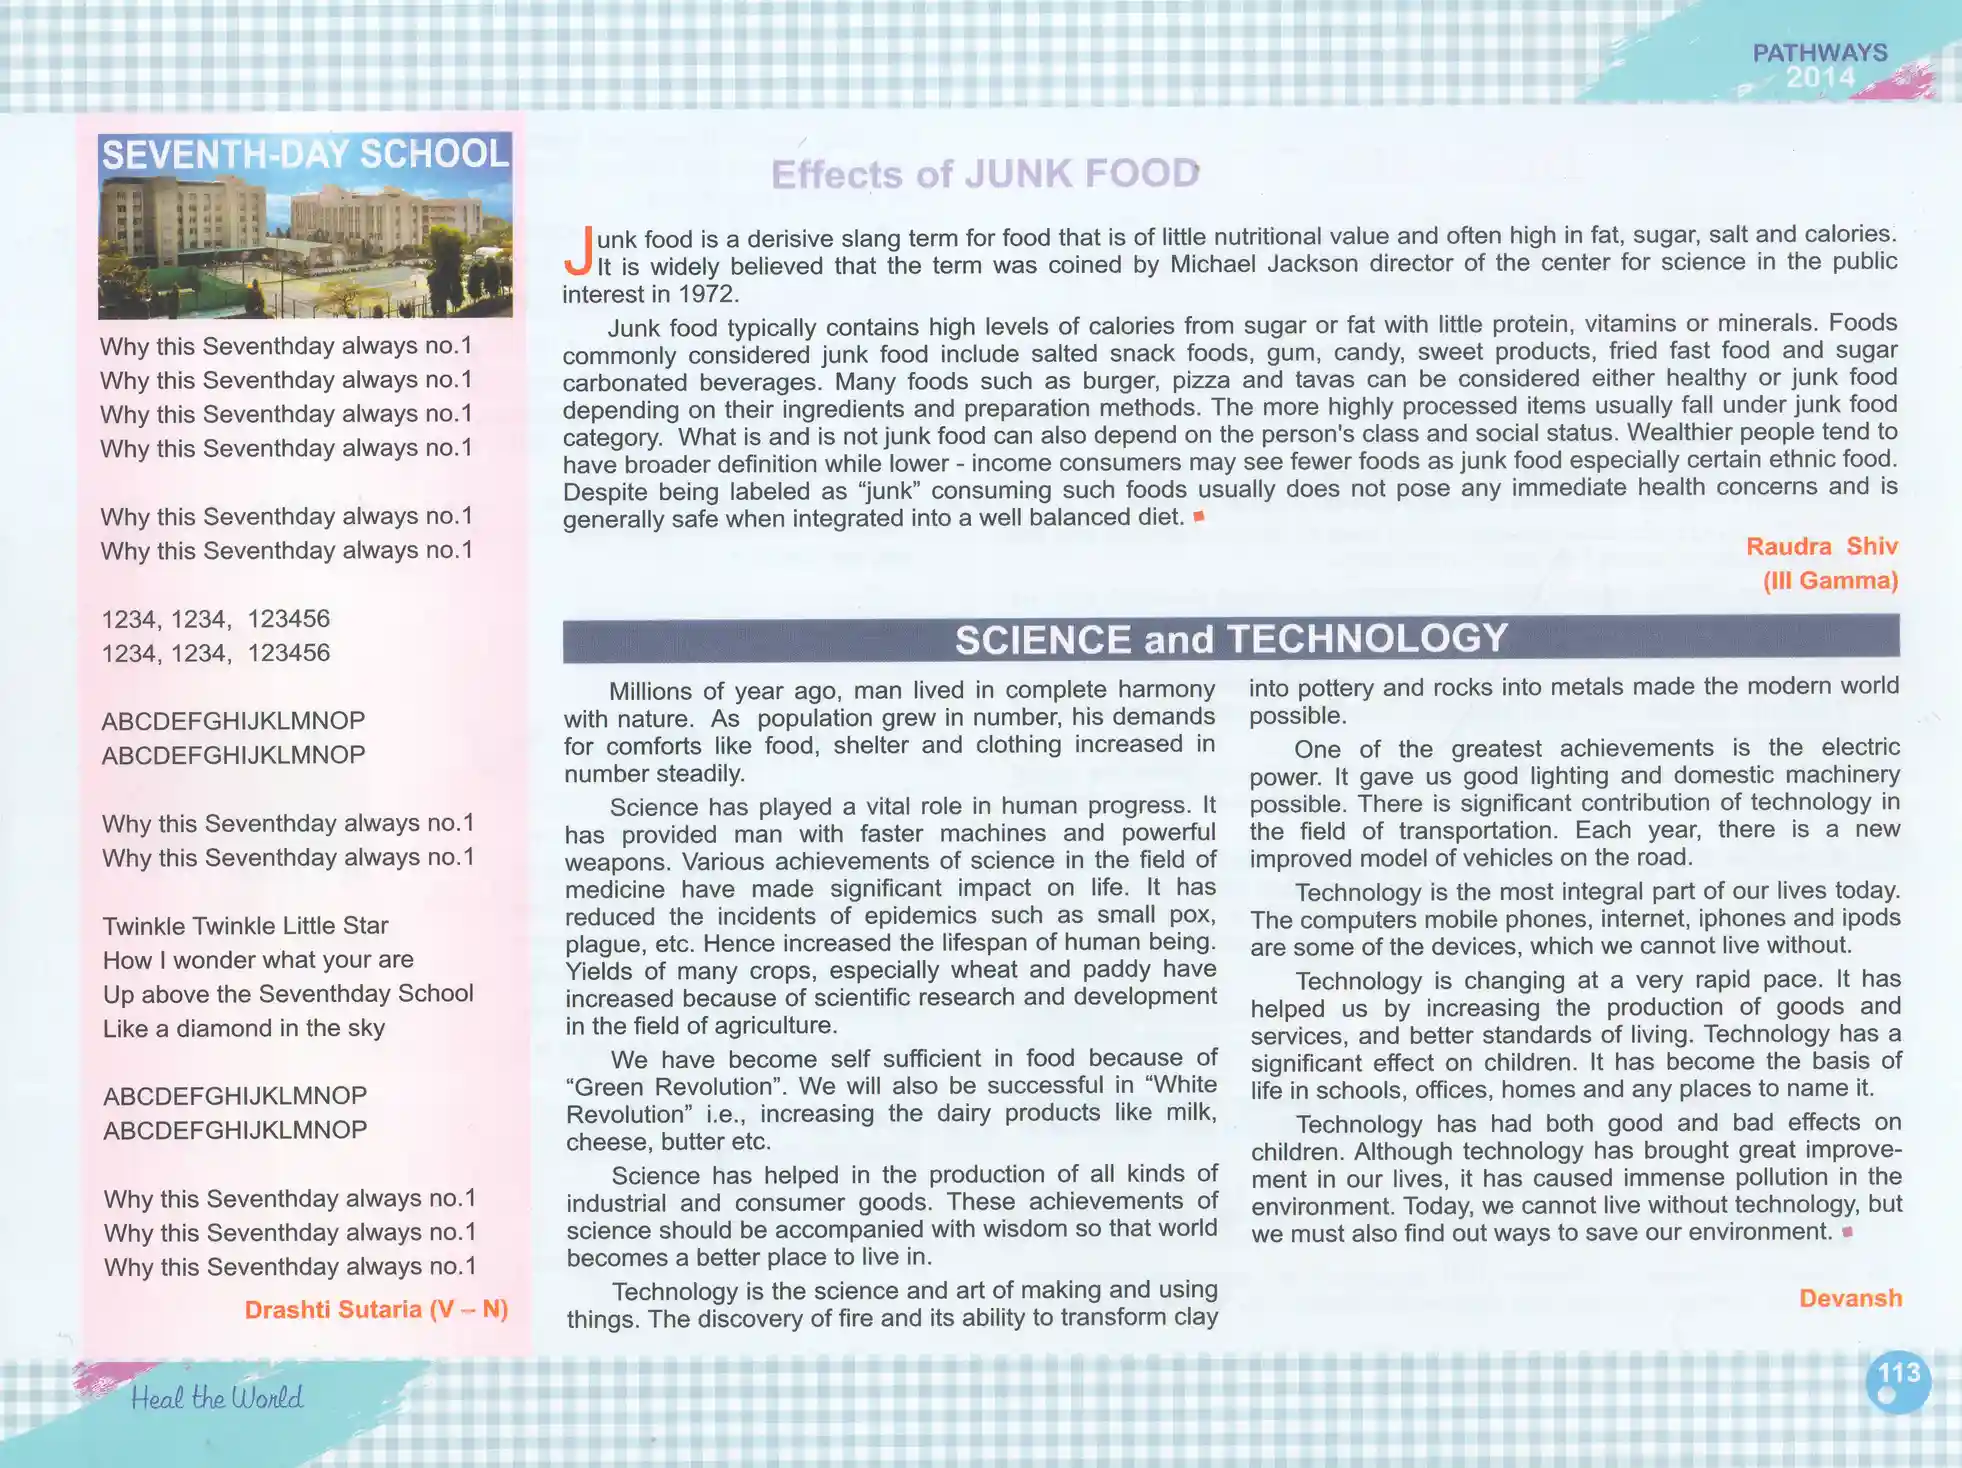 PATHWAYS
2014
SEVENTH-DAY SCHOOL
Why this Seventhday always no.1
Why this Seventhday always no.1
Why this Seventhday always no.1
Why this Seventhday always no.1
Why this Seventhday always no.1
Why this Seventhday always no.1
1234, 1234, 123456
1234, 1234, 123456
ABCDEFGHIJKLMNOP
ABCDEFGHIJKLMNOP
Why this Seventhday always no.1
Why this Seventhday always no.1
Twinkle Twinkle Little Star
How I wonder what your are
Up above the Seventhday School
Like a diamond in the sky
ABCDEFGHIJKLMNOP
ABCDEFGHIJKLMNOP
Why this Seventhday always no.1
Why this Seventhday always no.1
Why this Seventhday always no.1
Drashti Sutaria (V – N)
Effects of JUNK FOOD
Junk food is a derisive slang term for food that is of little nutritional value and often high in fat, sugar, salt and calories.
It is widely believed that the term was coined by Michael Jackson director of the center for science in the public
interest in 1972.
Junk food typically contains high levels of calories from sugar or fat with little protein, vitamins or minerals. Foods
commonly considered junk food include salted snack foods, gum, candy, sweet products, fried fast food and sugar
carbonated beverages. Many foods such as burger, pizza and tavas can be considered either healthy or junk food
depending on their ingredients and preparation methods. The more highly processed items usually fall under junk food
category. What is and is not junk food can also depend on the person's class and social status. Wealthier people tend to
have broader definition while lower - income consumers may see fewer foods as junk food especially certain ethnic food.
Despite being labeled as “junk” consuming such foods usually does not pose any immediate health concerns and is
generally safe when integrated into a well balanced diet.
Raudra Shiv
(III Gamma)
SCIENCE and TECHNOLOGY
Millions of year ago, man lived in complete harmony
with nature. As population grew in number, his demands
for comforts like food, shelter and clothing increased in
number steadily.
Science has played a vital role in human progress. It
has provided man with faster machines and powerful
weapons. Various achievements of science in the field of
medicine have made significant impact on life. It has
reduced the incidents of epidemics such as small pox,
plague, etc. Hence increased the lifespan of human being.
Yields of many crops, especially wheat and paddy have
increased because of scientific research and development
in the field of agriculture.
We have become self sufficient in food because of
“Green Revolution”. We will also be successful in “White
Revolution” i.e., increasing the dairy products like milk,
cheese, butter etc.
Science has helped in the production of all kinds of
industrial and consumer goods. These achievements of
science should be accompanied with wisdom so that world
becomes a better place to live in.
Technology is the science and art of making and using
things. The discovery of fire and its ability to transform clay
into pottery and rocks into metals made the modern world
possible.
One of the greatest achievements is the electric
power. It gave us good lighting and domestic machinery
possible. There is significant contribution of technology in
the field of transportation. Each year, there is a new
improved model of vehicles on the road.
Technology is the most integral part of our lives today.
The computers mobile phones, internet, iphones and ipods
are some of the devices, which we cannot live without.
Technology is changing at a very rapid pace. It has
helped us by increasing the production of goods and
services, and better standards of living. Technology has a
significant effect on children. It has become the basis of
life in schools, offices, homes and any places to name it.
Technology has had both good and bad effects on
children. Although technology has brought great improve-
ment in our lives, it has caused immense pollution in the
environment. Today, we cannot live without technology, but
we must also find out ways to save our environment.
Devansh
Heal the World
113